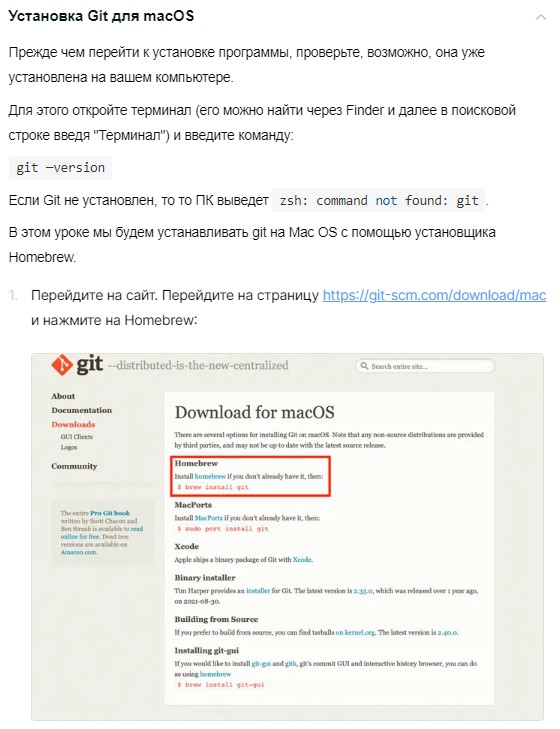 Установка Git для macOS
Прежде чем перейти к установке программы, проверьте, возможно, она уже
установлена на вашем компьютере.
Для этого откройте терминал (его можно найти через Finder и далее в поисковой
строке введя "Терминал") и введите команду:
git —version
Если Git не установлен, то то ПК выведет zsh: command not found: git .
В этом уроке мы будем устанавливать git на Mac OS с помощью установщика
Homebrew.
1. Перейдите на сайт. Перейдите на страницу https://git-scm.com/download/mac
и нажмите на Homebrew:
git --distributed-is-the-new-centralized
Search entire site...
About
Documentation
Downloads
GUI Clients
Logos
Community
The entire Pro Git book
written by Scott Chacon and
Ben Straub is available to read
online for free. Dead tree
versions are available on
Amazon.com.
Download for macOS
There are several options for installing Git on macOS. Note that any non-source distributions are provided
by third parties, and may not be up to date with the latest source release.
Homebrew
Install homebrew if you don't already have it, then:
$ brew install git
MacPorts
Install MacPorts if you don't already have it, then:
$ sudo port install git
Xcode
Apple ships a binary package of Git with Xcode.
Binary installer
Tim Harper provides an installer for Git. The latest version is 2.33.0, which was released over 1 year ago,
on 2021-08-30.
Building from Source
If you prefer to build from source, you can find tarballs on kernel.org. The latest version is 2.40.0.
Installing git-gui
If you would like to install git-gui and gitk, git's commit GUI and interactive history browser, you can do
so using homebrew
$ brew install git-gui